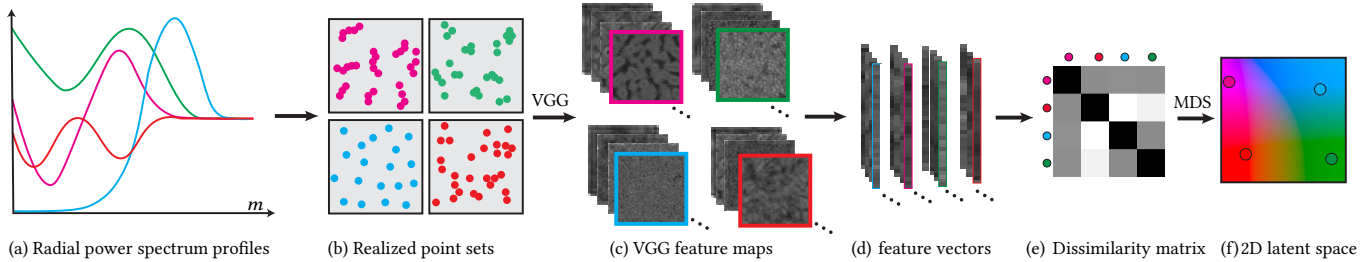 m
VGG
MDS
(a) Radial power spectrum profiles
(b) Realized point sets
(c) VGG feature maps
(d) feature vectors
(e) Dissimilarity matrix
(f) 2D latent space